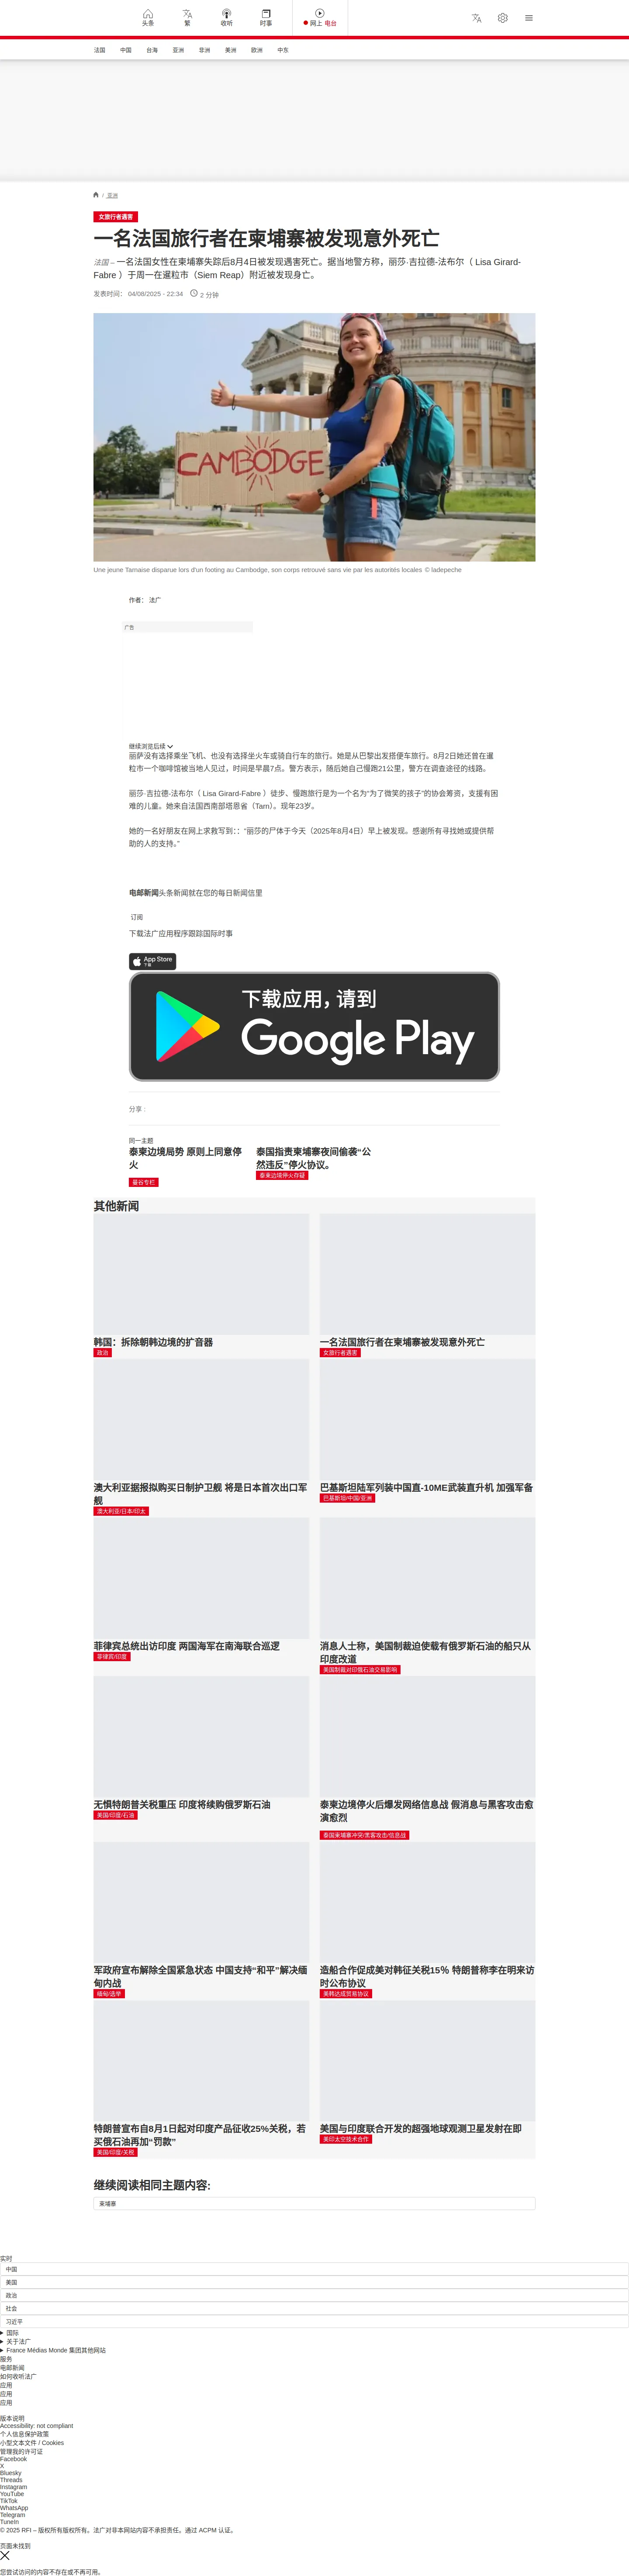 头条
繁
收听
时事
网上 电台
法国 中国 台海 亚洲 非洲 美洲 欧洲 中东
/ 亚洲
女旅行者遇害
一名法国旅行者在柬埔寨被发现意外死亡
法国 – 一名法国女性在柬埔寨失踪后8月4日被发现遇害死亡。据当地警方称，丽莎·吉拉德-法布尔（ Lisa Girard-
Fabre ）于周一在暹粒市（Siem Reap）附近被发现身亡。
发表时间： 04/08/2025 - 22:34 2 分钟
CAMBODGE
Une jeune Tarnaise disparue lors d'un footing au Cambodge, son corps retrouvé sans vie par les autorités locales © ladepeche
作者： 法广
广告
继续浏览后续
丽萨没有选择乘坐飞机、也没有选择坐火车或骑自行车的旅行。她是从巴黎出发搭便车旅行。8月2日她还曾在暹
粒市一个咖啡馆被当地人见过，时间是早晨7点。警方表示，随后她自己慢跑21公里，警方在调查途径的线路。
丽莎·吉拉德-法布尔（ Lisa Girard-Fabre ）徒步、慢跑旅行是为一个名为“为了微笑的孩子”的协会筹资，支援有困
难的儿童。她来自法国西南部塔恩省（Tarn）。现年23岁。
她的一名好朋友在网上求救写到：: “丽莎的尸体于今天（2025年8月4日）早上被发现。感谢所有寻找她或提供帮
助的人的支持。”
电邮新闻头条新闻就在您的每日新闻信里
订阅
下载法广应用程序跟踪国际时事
App Store
下载
下载应用，请到
Google Play
分享 :
同一主题
泰柬边境局势 原则上同意停
火
曼谷专栏
泰国指责柬埔寨夜间偷袭“公
然违反”停火协议。
泰柬边境停火存疑
其他新闻
韩国：拆除朝韩边境的扩音器
政治
一名法国旅行者在柬埔寨被发现意外死亡
女旅行者遇害
澳大利亚据报拟购买日制护卫舰 将是日本首次出口军
舰
澳大利亚/日本/印太
巴基斯坦陆军列装中国直-10ME武装直升机 加强军备
巴基斯坦/中国/亚洲
菲律宾总统出访印度 两国海军在南海联合巡逻
菲律宾/印度
消息人士称，美国制裁迫使载有俄罗斯石油的船只从
印度改道
美国制裁对印俄石油交易影响
无惧特朗普关税重压 印度将续购俄罗斯石油
美国/印度/石油
泰柬边境停火后爆发网络信息战 假消息与黑客攻击愈
演愈烈
泰国柬埔寨冲突/黑客攻击/信息战
军政府宣布解除全国紧急状态 中国支持“和平”解决缅
甸内战
缅甸/选举
造船合作促成美对韩征关税15％ 特朗普称李在明来访
时公布协议
美韩达成贸易协议
特朗普宣布自8月1日起对印度产品征收25%关税，若
买俄石油再加“罚款”
美国/印度/关税
美国与印度联合开发的超强地球观测卫星发射在即
美印太空技术合作
继续阅读相同主题内容:
柬埔寨
实时
中国
美国
政治
社会
习近平
国际
关于法广
France Médias Monde 集团其他网站
服务
电邮新闻
如何收听法广
应用
应用
应用
版本说明
Accessibility: not compliant
个人信息保护政策
小型文本文件 / Cookies
管理我的许可证
Facebook
X
Bluesky
Threads
Instagram
YouTube
TikTok
WhatsApp
Telegram
TuneIn
© 2025 RFI – 版权所有版权所有。法广对非本网站内容不承担责任。通过 ACPM 认证。
页面未找到
您尝试访问的内容不存在或不再可用。